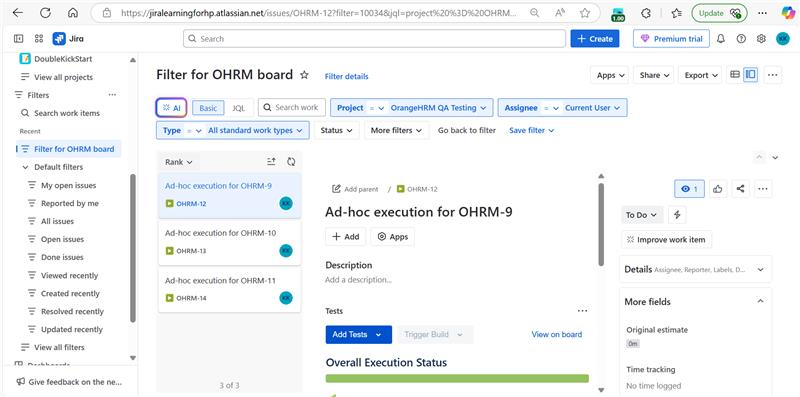 https://jiralearningforhp.atlassian.net/issues/OHRM-12?filter=10034&jql=project%20%3D%20OHRM...
1.00
Update
Jira
Search
Create
Premium trial
KK
DoubleKickStart
View all projects
Filters
Search work items
Recent
Filter for OHRM board
Default filters
My open issues
Reported by me
All issues
Open issues
Done issues
Viewed recently
Created recently
Resolved recently
Updated recently
View all filters
Dashboards
Give feedback on the ne...
Filter for OHRM board
Filter details
Apps
Share
Export
AI
Basic
JQL
Search work
Project = OrangeHRM QA Testing
Assignee = Current User
Type = All standard work types
Status
More filters
Go back to filter
Save filter
Rank
Ad-hoc execution for OHRM-9
OHRM-12
KK
Ad-hoc execution for OHRM-10
OHRM-13
KK
Ad-hoc execution for OHRM-11
OHRM-14
KK
3 of 3
Add parent / OHRM-12
Ad-hoc execution for OHRM-9
+ Add
Apps
Description
Add a description...
Tests
Add Tests
Trigger Build
View on board
Overall Execution Status
1
To Do
Improve work item
Details Assignee, Reporter, Labels, D...
More fields
Original estimate
0m
Time tracking
No time logged